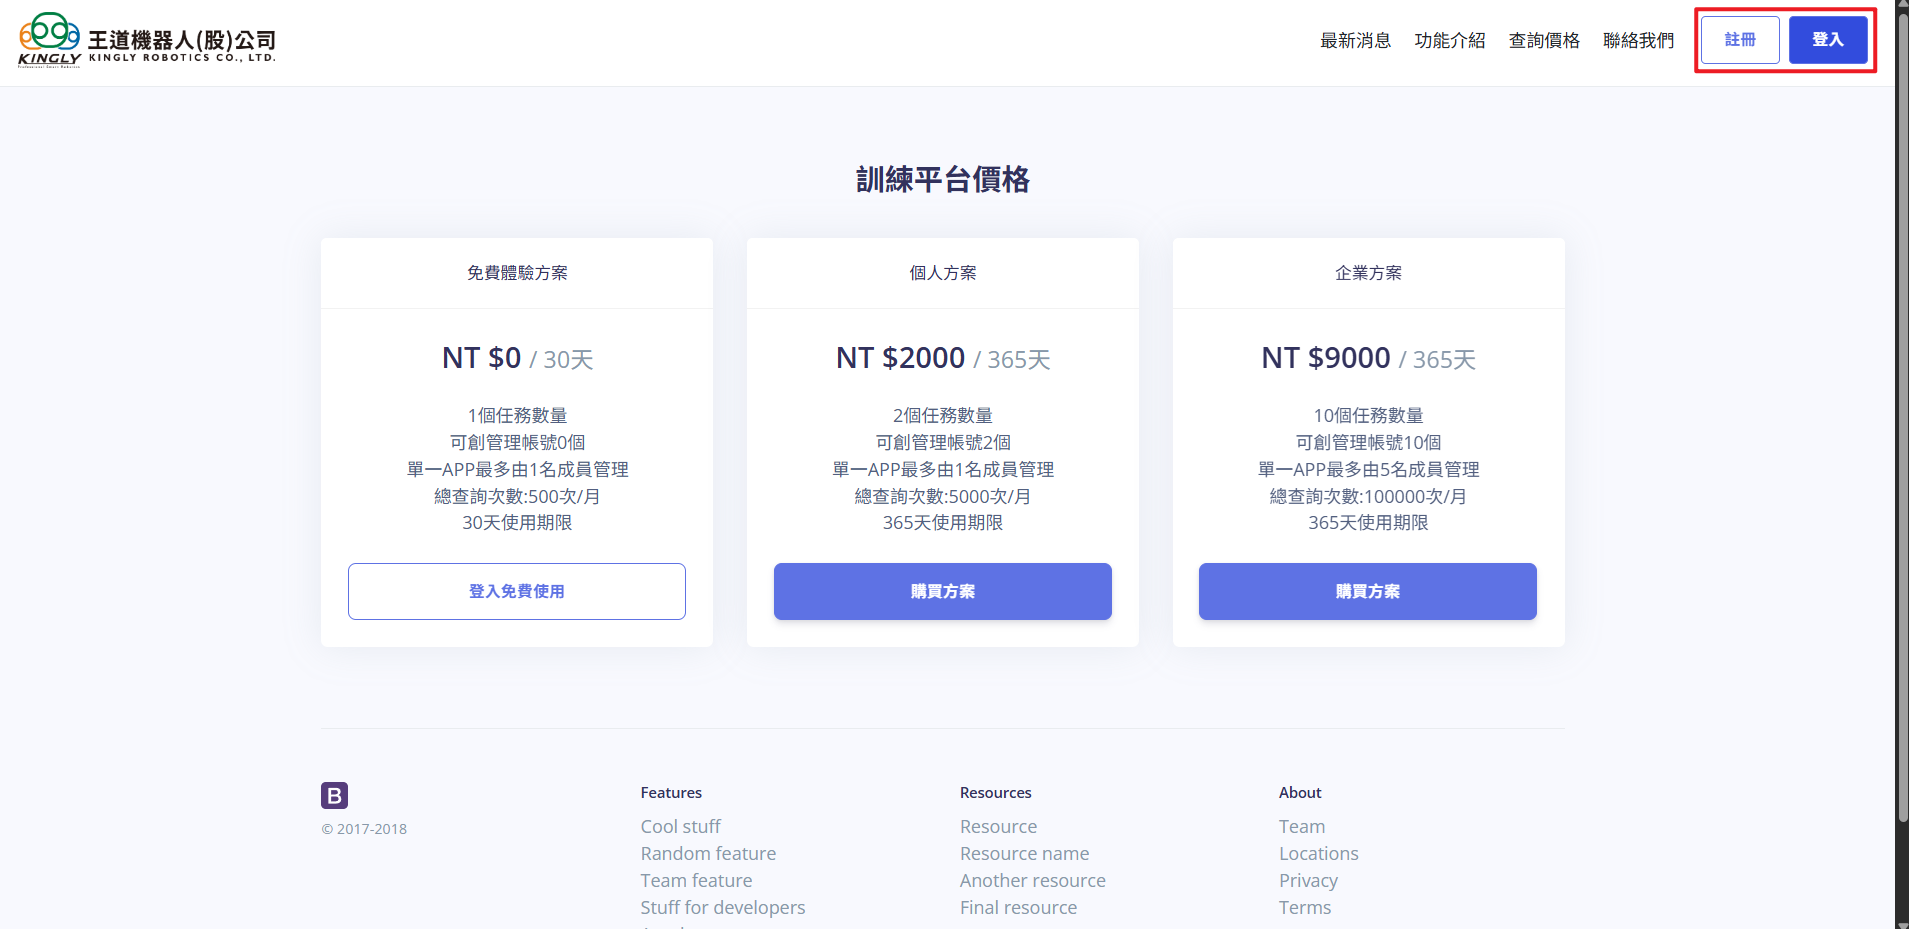 王道機器人(股)公司
KINGLY
KINGLY ROBOTICS CO., LTD.
最新消息 功能介紹 查詢價格 聯絡我們 註冊 登入
訓練平台價格
免費體驗方案
NT $0 / 30天
1個任務數量
可創管理帳號0個
單一APP最多由1名成員管理
總查詢次數:500次/月
30天使用期限
登入免費使用
個人方案
NT $2000 / 365天
2個任務數量
可創管理帳號2個
單一APP最多由1名成員管理
總查詢次數:5000次/月
365天使用期限
購買方案
企業方案
NT $9000 / 365天
10個任務數量
可創管理帳號10個
單一APP最多由5名成員管理
總查詢次數:100000次/月
365天使用期限
購買方案
B
© 2017-2018
Features
Cool stuff
Random feature
Team feature
Stuff for developers
Resources
Resource
Resource name
Another resource
Final resource
About
Team
Locations
Privacy
Terms